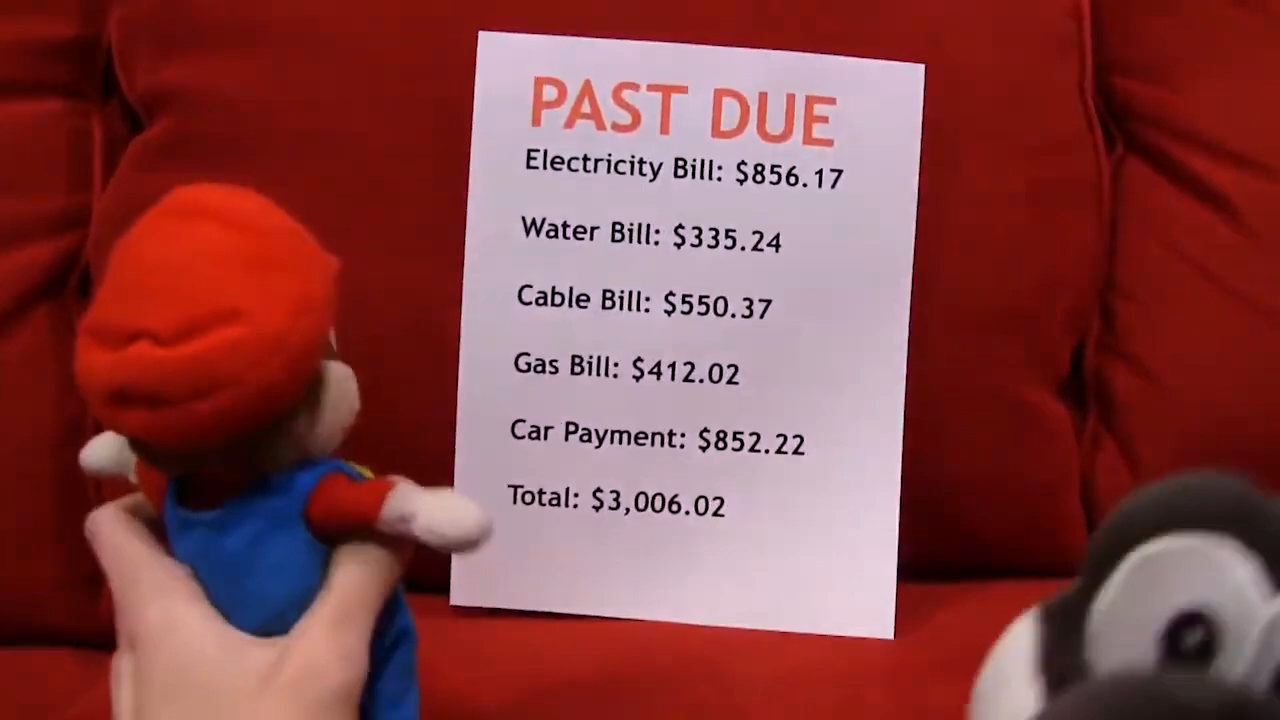 PAST DUE
Electricity Bill: $856.17
Water Bill: $335.24
Cable Bill: $550.37
Gas Bill: $412.02
Car Payment: $852.22
Total: $3,006.02